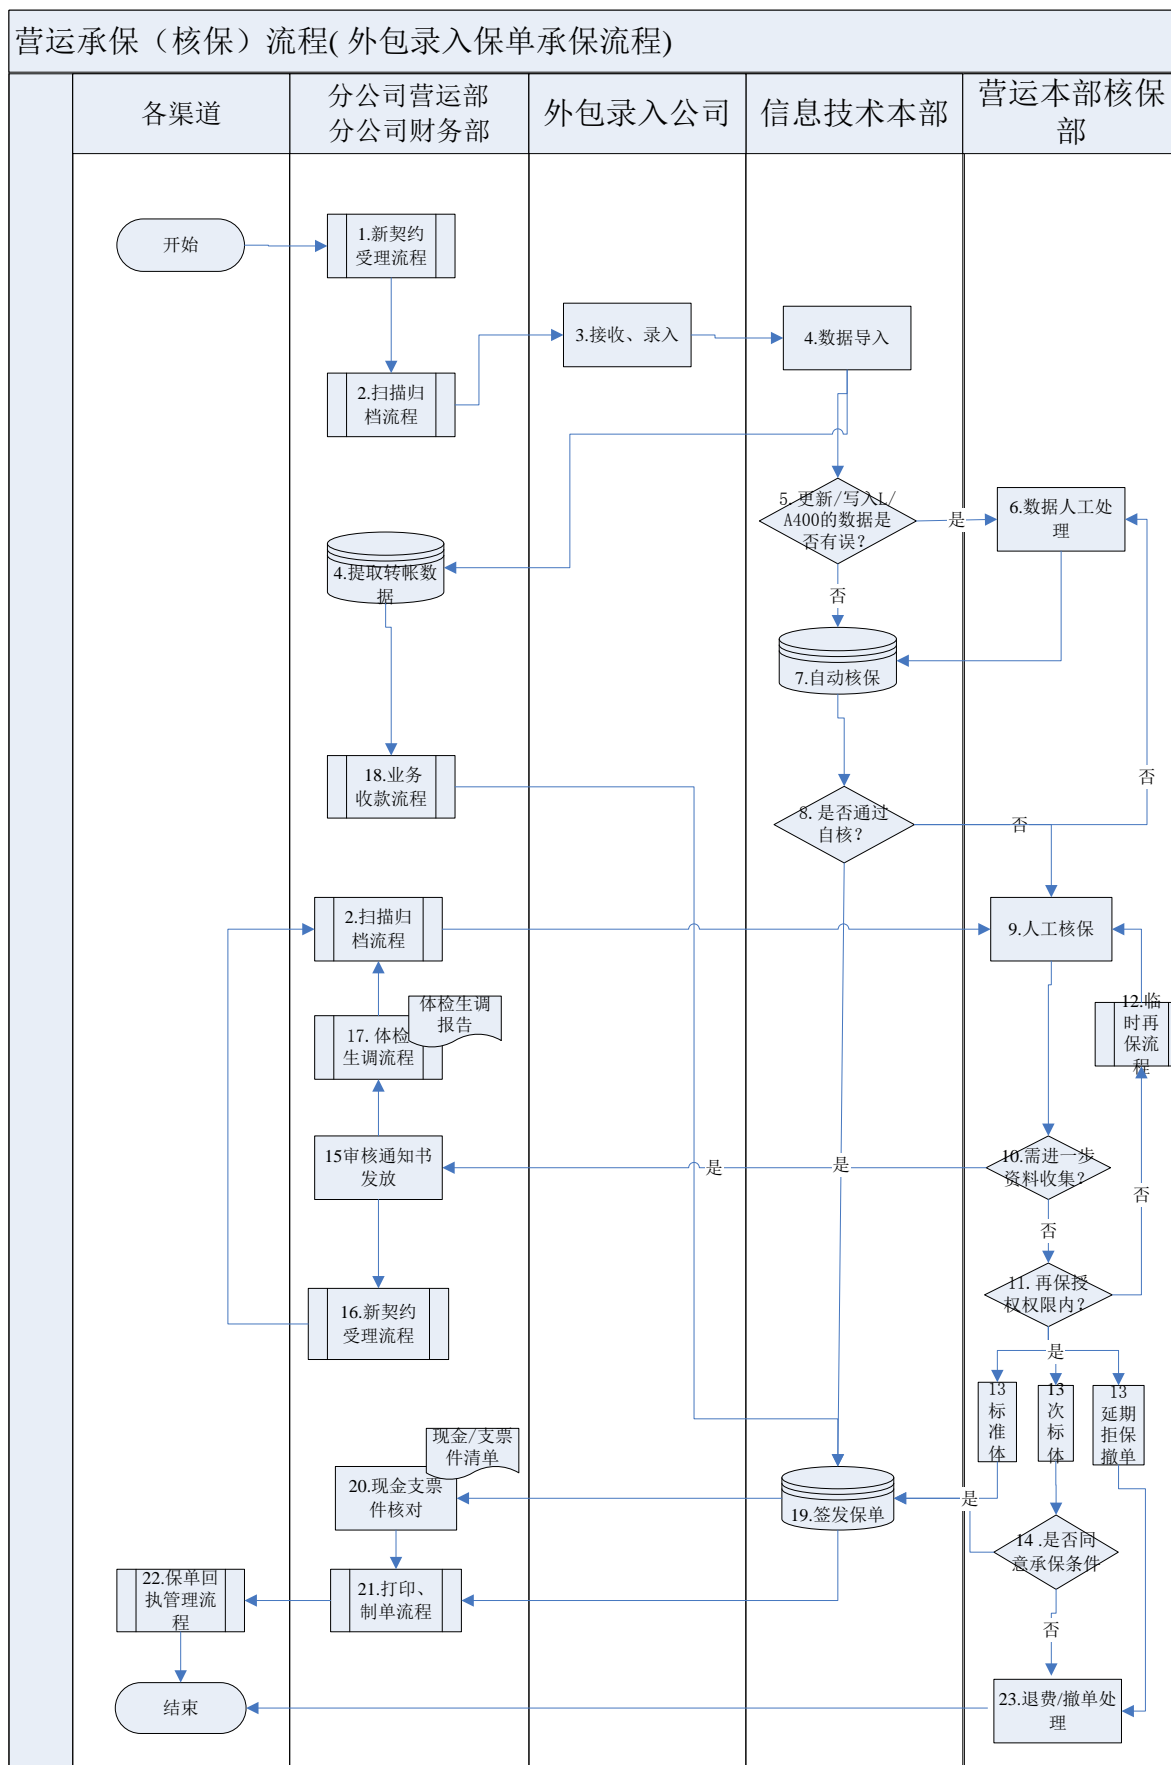 营运承保（核保）流程( 外包录入保单承保流程)
各渠道
分公司营运部
分公司财务部
外包录入公司
信息技术本部
营运本部核保
部
开始
1.新契约
受理流程
3.接收、录入
4.数据导入
2.扫描归
档流程
5. 更新/写入L/
A400的数据是
否有误？
是
6.数据人工处
理
4.提取转帐数
据
否
7.自动核保
18.业务
收款流程
否
8. 是否通过
自核？
否
2.扫描归
档流程
9.人工核保
体检生调
报告
17. 体检
生调流程
12.临
时再
保流
程
15审核通知书
发放
是
是
10.需进一步
资料收集？
否
否
11. 再保授
权权限内？
16.新契约
受理流程
是
13
标
准
体
13
次
标
体
13
延期
拒保
撤单
现金/支票
件清单
20.现金支票
件核对
19.签发保单
是
14 .是否同
意承保条件
22.保单回
执管理流
程
21.打印、
制单流程
否
结束
23.退费/撤单处
理